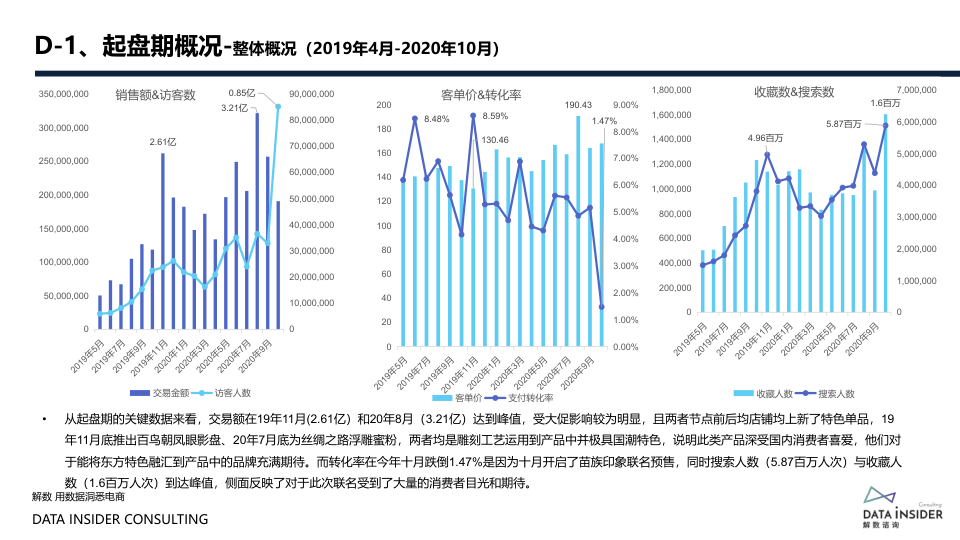 D-1、起盘期概况-整体概况（2019年4月-2020年10月）
销售额&访客数
350,000,000
300,000,000
250,000,000
200,000,000
150,000,000
100,000,000
50,000,000
0
90,000,000
80,000,000
70,000,000
60,000,000
50,000,000
40,000,000
30,000,000
20,000,000
10,000,000
0
0.85亿
3.21亿
2.61亿
2019年5月
2019年7月
2019年9月
2019年11月
2020年1月
2020年3月
2020年5月
2020年7月
2020年9月
交易金额 访客人数
客单价&转化率
200
180
160
140
120
100
80
60
40
20
0
9.00%
8.00%
7.00%
6.00%
5.00%
4.00%
3.00%
2.00%
1.00%
0.00%
8.48%
8.59%
130.46
190.43
1.47%
2019年5月
2019年7月
2019年9月
2019年11月
2020年1月
2020年3月
2020年5月
2020年7月
2020年9月
客单价 支付转化率
收藏数&搜索数
1,800,000
1,600,000
1,400,000
1,200,000
1,000,000
800,000
600,000
400,000
200,000
0
7,000,000
6,000,000
5,000,000
4,000,000
3,000,000
2,000,000
1,000,000
0
1.6百万
5.87百万
4.96百万
2019年5月
2019年7月
2019年9月
2019年11月
2020年1月
2020年3月
2020年5月
2020年7月
2020年9月
收藏人数 搜索人数
• 从起盘期的关键数据来看，交易额在19年11月(2.61亿）和20年8月（3.21亿）达到峰值，受大促影响较为明显，且两者节点前后均店铺均上新了特色单品，19
年11月底推出百鸟朝凤眼影盘、20年7月底为丝绸之路浮雕蜜粉，两者均是雕刻工艺运用到产品中并极具国潮特色，说明此类产品深受国内消费者喜爱，他们对
于能将东方特色融汇到产品中的品牌充满期待。而转化率在今年十月跌倒1.47%是因为十月开启了苗族印象联名预售，同时搜索人数（5.87百万人次）与收藏人
数（1.6百万人次）到达峰值，侧面反映了对于此次联名受到了大量的消费者目光和期待。
解数 用数据洞悉电商
DATA INSIDER CONSULTING
Consulting
DATA INSIDER
解数谘询